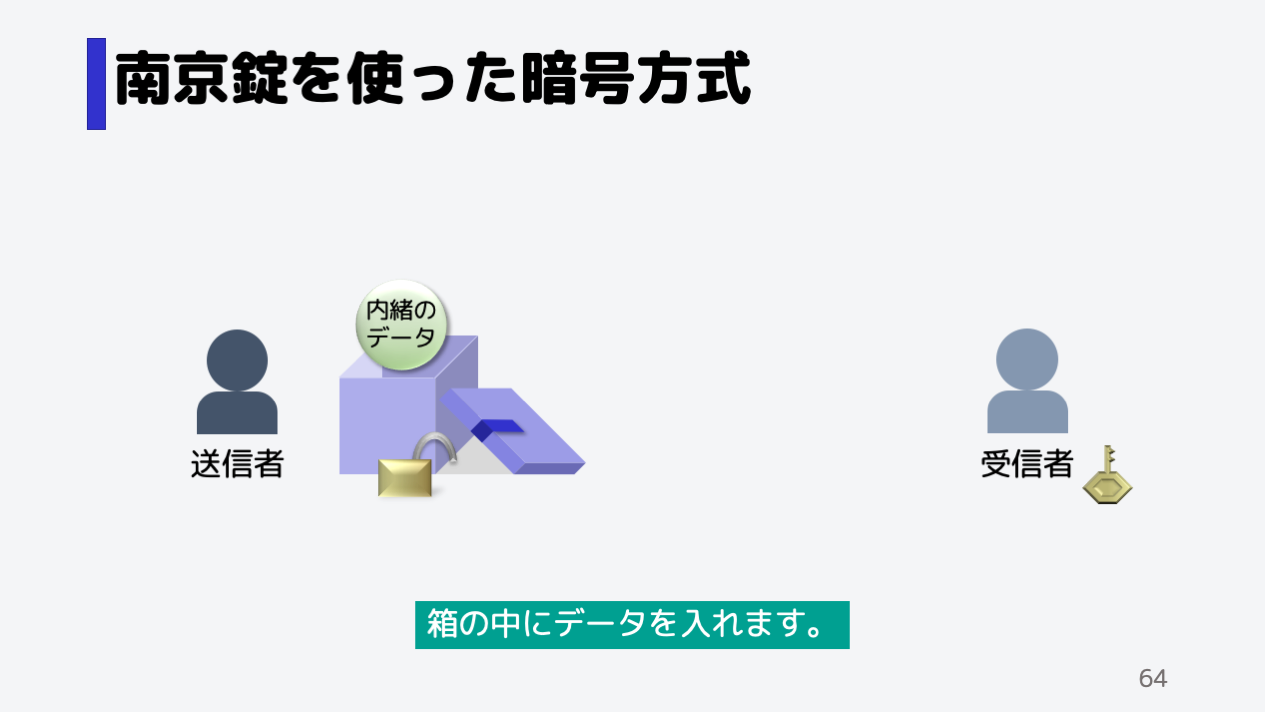 南京錠を使った暗号方式
内緒の
データ
送信者
受信者
箱の中にデータを入れます。
64